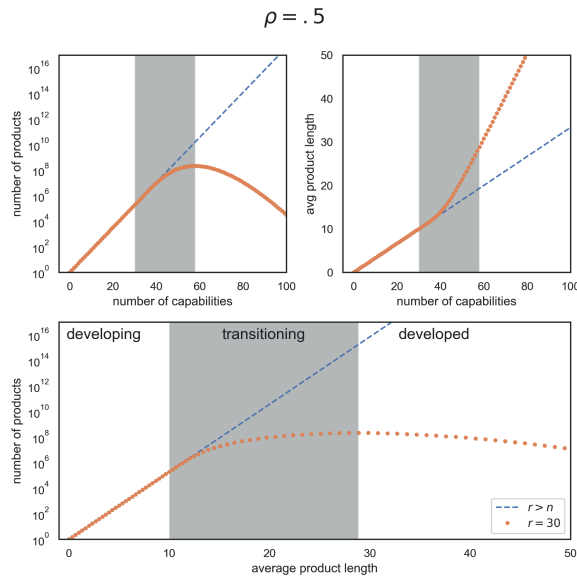 ρ = .5
number of products
10^16
10^14
10^12
10^10
10^8
10^6
10^4
10^2
10^0
0 20 40 60 80 100
number of capabilities
avg product length
50
40
30
20
10
0
0 20 40 60 80 100
number of capabilities
developing transitioning developed
number of products
10^16
10^14
10^12
10^10
10^8
10^6
10^4
10^2
10^0
r > n
r = 30
0 10 20 30 40 50
average product length